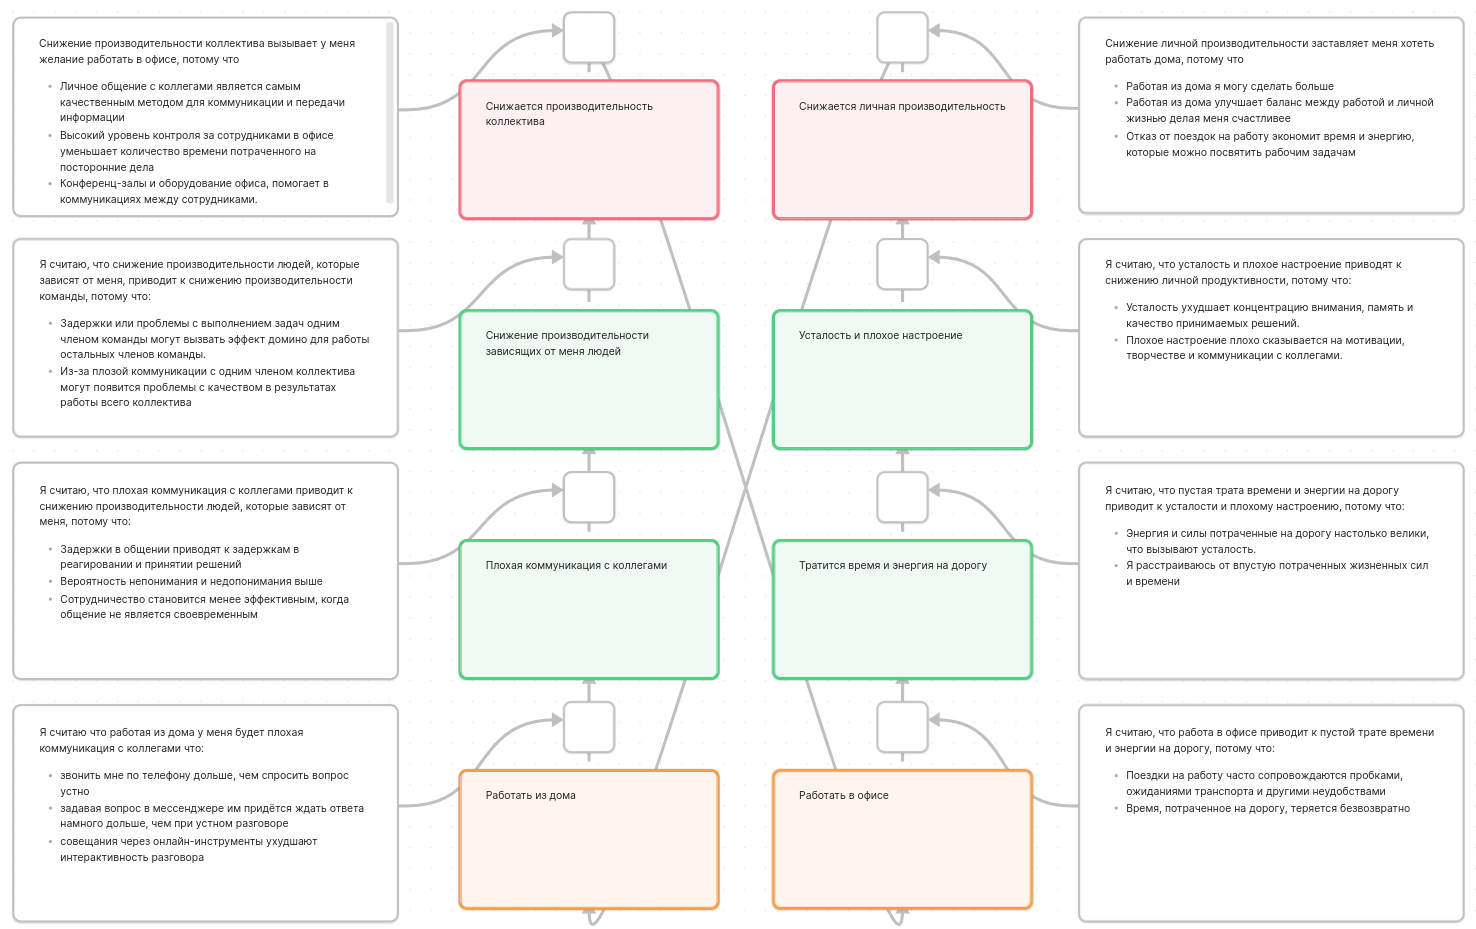 Снижение производительности коллектива вызывает у меня
желание работать в офисе, потому что
• Личное общение с коллегами является самым
качественным методом для коммуникации и передачи
информации
• Высокий уровень контроля за сотрудниками в офисе
уменьшает количество времени потраченного на
посторонние дела
• Конференц-залы и оборудование офиса, помогает в
коммуникациях между сотрудниками.
Снижается производительность
коллектива
Снижается личная производительность
Снижение личной производительности заставляет меня хотеть
работать дома, потому что
• Работая из дома я могу сделать больше
• Работая из дома улучшает баланс между работой и личной
жизнью делая меня счастливее
• Отказ от поездок на работу экономит время и энергию,
которые можно посвятить рабочим задачам
Я считаю, что снижение производительности людей, которые
зависят от меня, приводит к снижению производительности
команды, потому что:
• Задержки или проблемы с выполнением задач одним
членом команды могут вызвать эффект домино для работы
остальных членов команды.
• Из-за плозой коммуникации с одним членом коллектива
могут появится проблемы с качеством в результатах
работы всего коллектива
Снижение производительности
зависящих от меня людей
Усталость и плохое настроение
Я считаю, что усталость и плохое настроение приводят к
снижению личной продуктивности, потому что:
• Усталость ухудшает концентрацию внимания, память и
качество принимаемых решений.
• Плохое настроение плохо сказывается на мотивации,
творчестве и коммуникации с коллегами.
Я считаю, что плохая коммуникация с коллегами приводит к
снижению производительности людей, которые зависят от
меня, потому что:
• Задержки в общении приводят к задержкам в
реагировании и принятии решений
• Вероятность непонимания и недопонимания выше
• Сотрудничество становится менее эффективным, когда
общение не является своевременным
Плохая коммуникация с коллегами
Тратится время и энергия на дорогу
Я считаю, что пустая трата времени и энергии на дорогу
приводит к усталости и плохому настроению, потому что:
• Энергия и силы потраченные на дорогу настолько велики,
что вызывают усталость.
• Я расстраиваюсь от впустую потраченных жизненных сил
и времени
Я считаю что работая из дома у меня будет плохая
коммуникация с коллегами что:
• звонить мне по телефону дольше, чем спросить вопрос
устно
• задавая вопрос в мессенджере им придётся ждать ответа
намного дольше, чем при устном разговоре
• совещания через онлайн-инструменты ухудшают
интерактивность разговора
Работать из дома
Работать в офисе
Я считаю, что работа в офисе приводит к пустой трате времени
и энергии на дорогу, потому что:
• Поездки на работу часто сопровождаются пробками,
ожиданиями транспорта и другими неудобствами
• Время, потраченное на дорогу, теряется безвозвратно